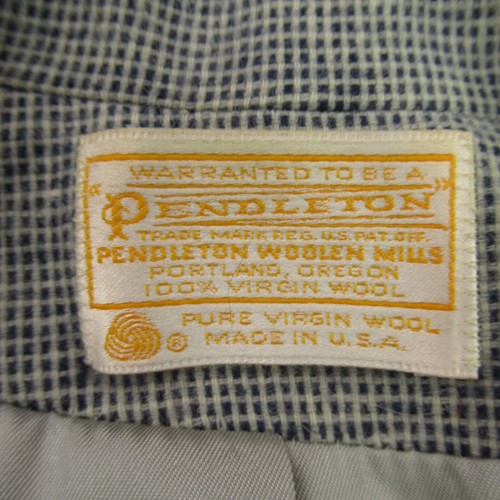 WARRANTED TO BE A
"PENDLETON"
TRADE MARK REG. U.S. PAT. OFF.
PENDLETON WOOLEN MILLS
PORTLAND, OREGON
100% VIRGIN WOOL
PURE VIRGIN WOOL
® MADE IN U.S.A.